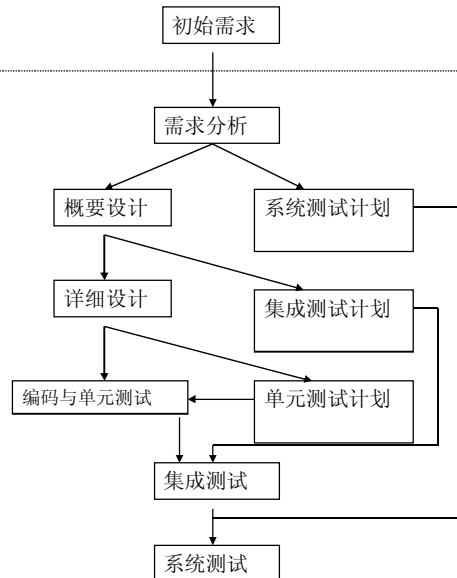 初始需求
需求分析
概要设计
系统测试计划
详细设计
集成测试计划
编码与单元测试
单元测试计划
集成测试
系统测试